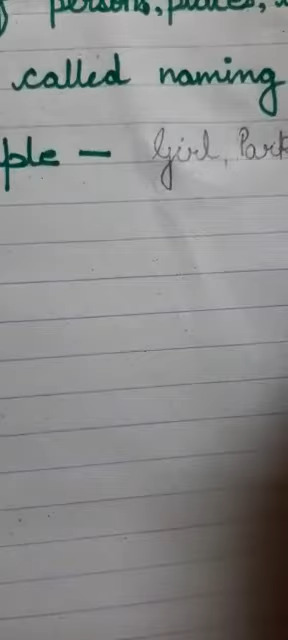 persons, places,
called naming
ple — Girl, Park